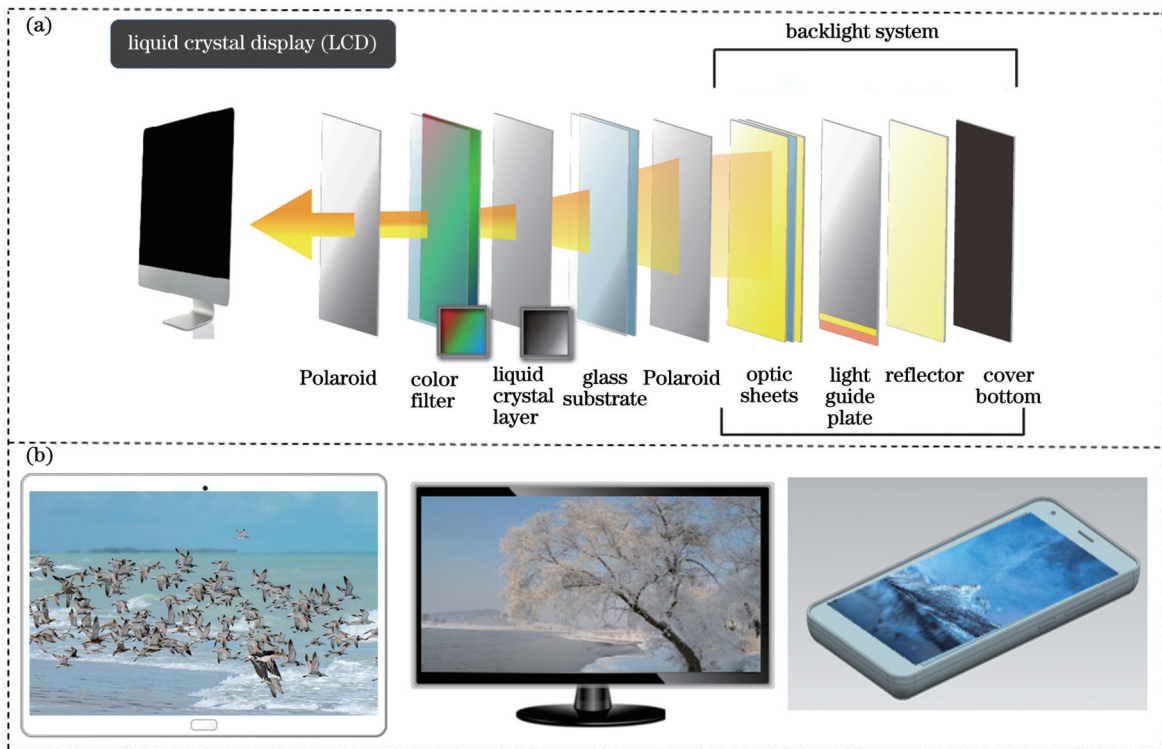 (a)
liquid crystal display (LCD)
backlight system
Polaroid
color
filter
liquid
crystal
layer
glass
substrate
Polaroid
optic
sheets
light
guide
plate
reflector
cover
bottom
(b)